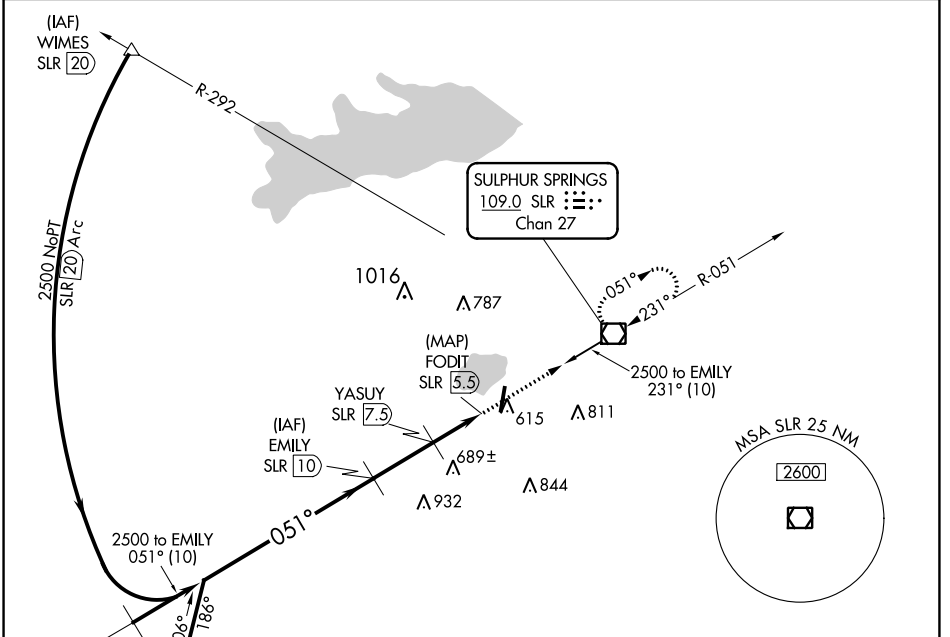 (IAF)
WIMES
SLR 20
R-292
SULPHUR SPRINGS
109.0 SLR
Chan 27
2500 NoPT
SLR 20 Arc
1016
787
051°
231°
R-051
(MAP)
FODIT
SLR 5.5
2500 to EMILY
231° (10)
YASUY
SLR 7.5
615
811
(IAF)
EMILY
SLR 10
689±
844
932
MSA SLR 25 NM
2600
051°
2500 to EMILY
051° (10)
06°
186°